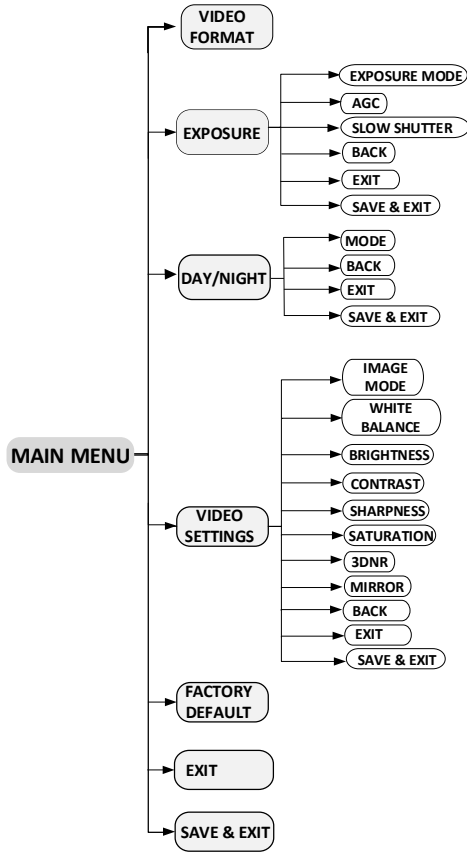 VIDEO
FORMAT
EXPOSURE
EXPOSURE MODE
AGC
SLOW SHUTTER
BACK
EXIT
SAVE & EXIT
DAY/NIGHT
MODE
BACK
EXIT
SAVE & EXIT
MAIN MENU
VIDEO
SETTINGS
IMAGE
MODE
WHITE
BALANCE
BRIGHTNESS
CONTRAST
SHARPNESS
SATURATION
3DNR
MIRROR
BACK
EXIT
SAVE & EXIT
FACTORY
DEFAULT
EXIT
SAVE & EXIT